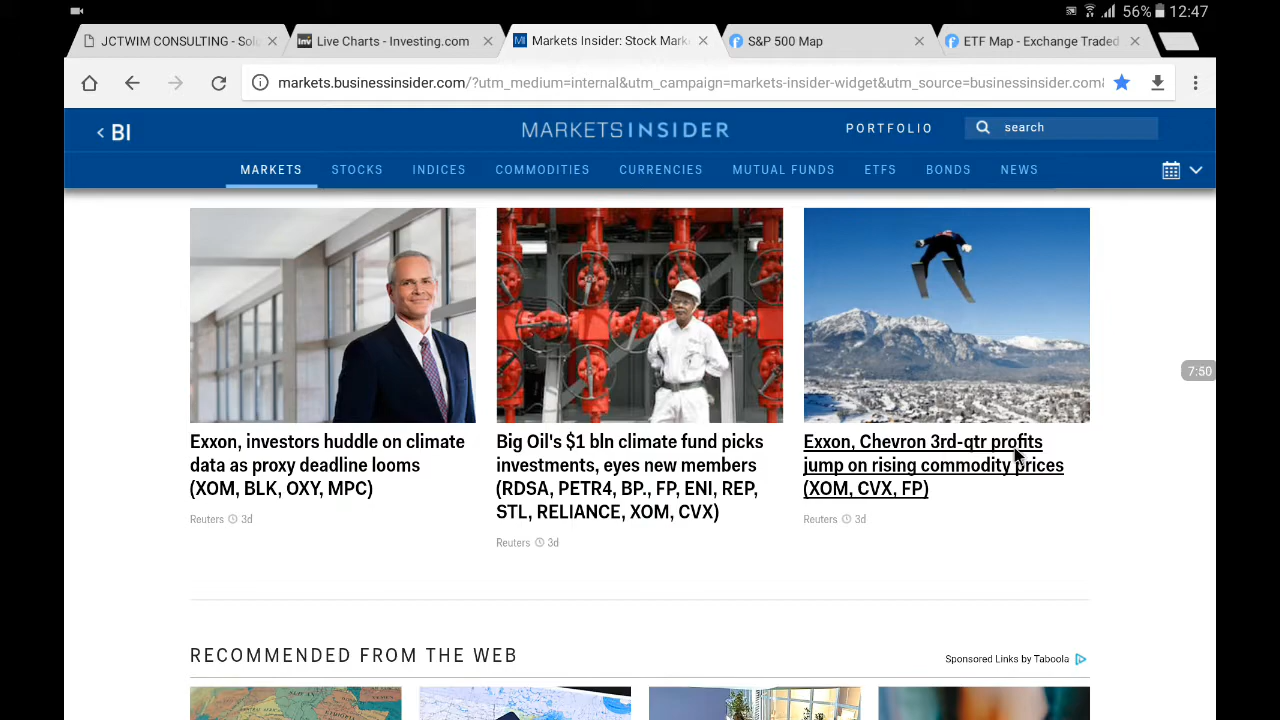 56% 12:47
JCTWIM CONSULTING - Sol
Live Charts - Investing.com
MI
Markets Insider: Stock Mark
S&P 500 Map
ETF Map - Exchange Traded
markets.businessinsider.com/?utm_medium=internal&utm_campaign=markets-insider-widget&utm_source=businessinsider.com
< BI
MARKETS INSIDER
PORTFOLIO
search
MARKETS STOCKS INDICES COMMODITIES CURRENCIES MUTUAL FUNDS ETFS BONDS NEWS
7:50
Exxon, investors huddle on climate
data as proxy deadline looms
(XOM, BLK, OXY, MPC)
Reuters 3d
Big Oil's $1 bln climate fund picks
investments, eyes new members
(RDSA, PETR4, BP., FP, ENI, REP,
STL, RELIANCE, XOM, CVX)
Reuters 3d
Exxon, Chevron 3rd-qtr profits
jump on rising commodity prices
(XOM, CVX, FP)
Reuters 3d
RECOMMENDED FROM THE WEB
Sponsored Links by Taboola